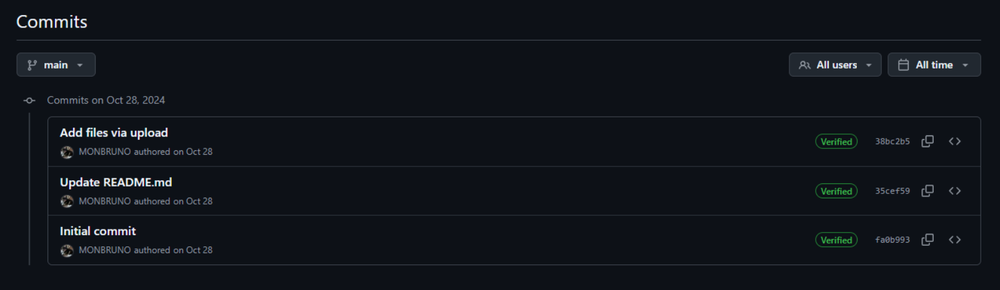 Commits
main
All users
All time
Commits on Oct 28, 2024
Add files via upload
MONBRUNO authored on Oct 28
Verified
38bc2b5
Update README.md
MONBRUNO authored on Oct 28
Verified
35cef59
Initial commit
MONBRUNO authored on Oct 28
Verified
fa0b993